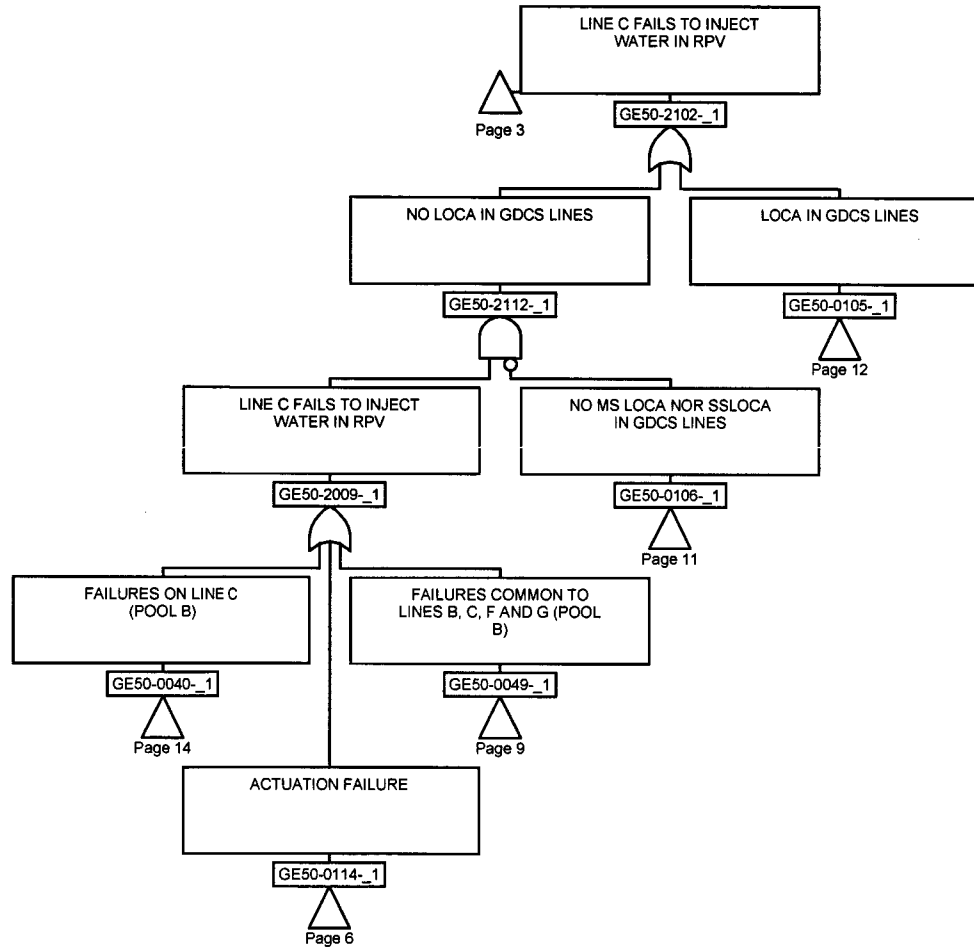 LINE C FAILS TO INJECT
WATER IN RPV
Page 3
GE50-2102-_1
NO LOCA IN GDCS LINES
LOCA IN GDCS LINES
GE50-2112-_1
GE50-0105-_1
Page 12
LINE C FAILS TO INJECT
WATER IN RPV
NO MS LOCA NOR SSLOCA
IN GDCS LINES
GE50-2009-_1
GE50-0106-_1
Page 11
FAILURES ON LINE C
(POOL B)
FAILURES COMMON TO
LINES B, C, F AND G (POOL
B)
GE50-0040-_1
GE50-0049-_1
Page 14
Page 9
ACTUATION FAILURE
GE50-0114-_1
Page 6